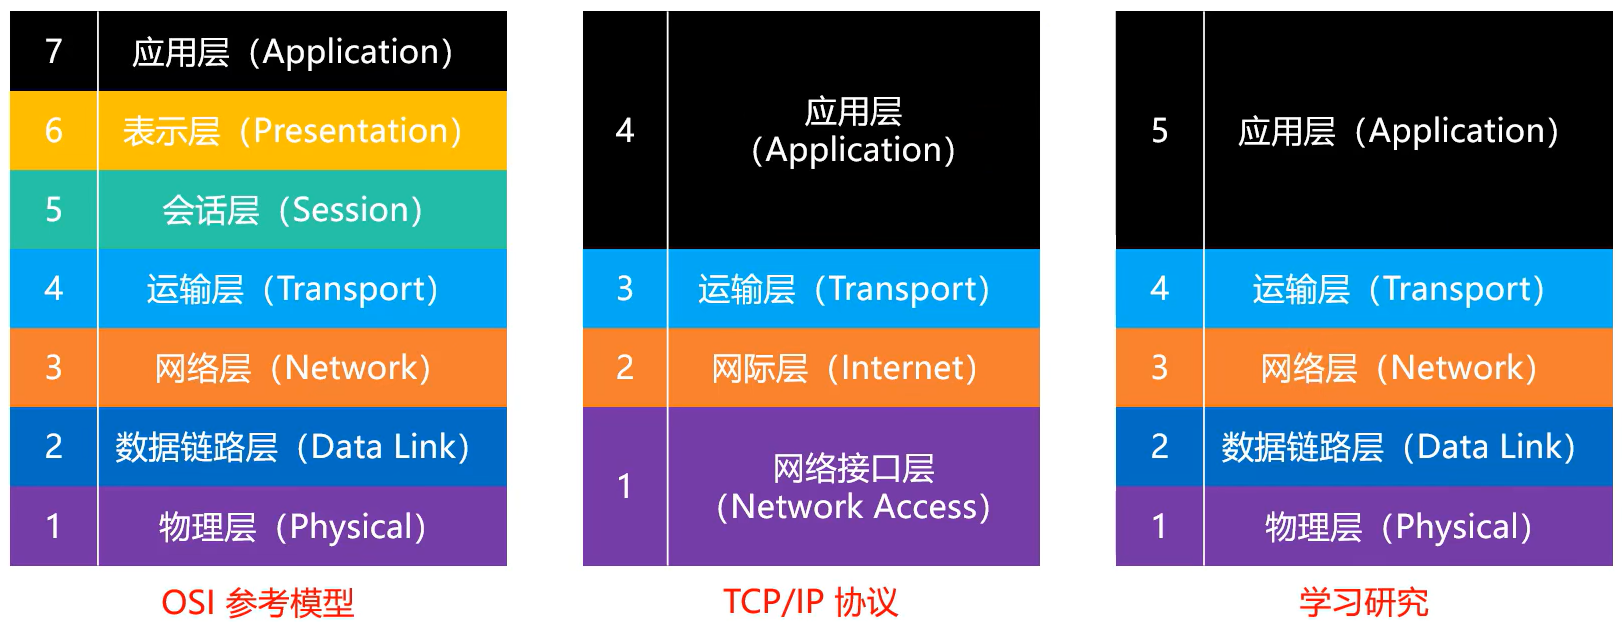 7 应用层（Application）
6 表示层（Presentation）
5 会话层（Session）
4 运输层（Transport）
3 网络层（Network）
2 数据链路层（Data Link）
1 物理层（Physical）
OSI 参考模型
4 应用层
（Application）
3 运输层（Transport）
2 网际层（Internet）
1 网络接口层
（Network Access）
TCP/IP 协议
5 应用层（Application）
4 运输层（Transport）
3 网络层（Network）
2 数据链路层（Data Link）
1 物理层（Physical）
学习研究